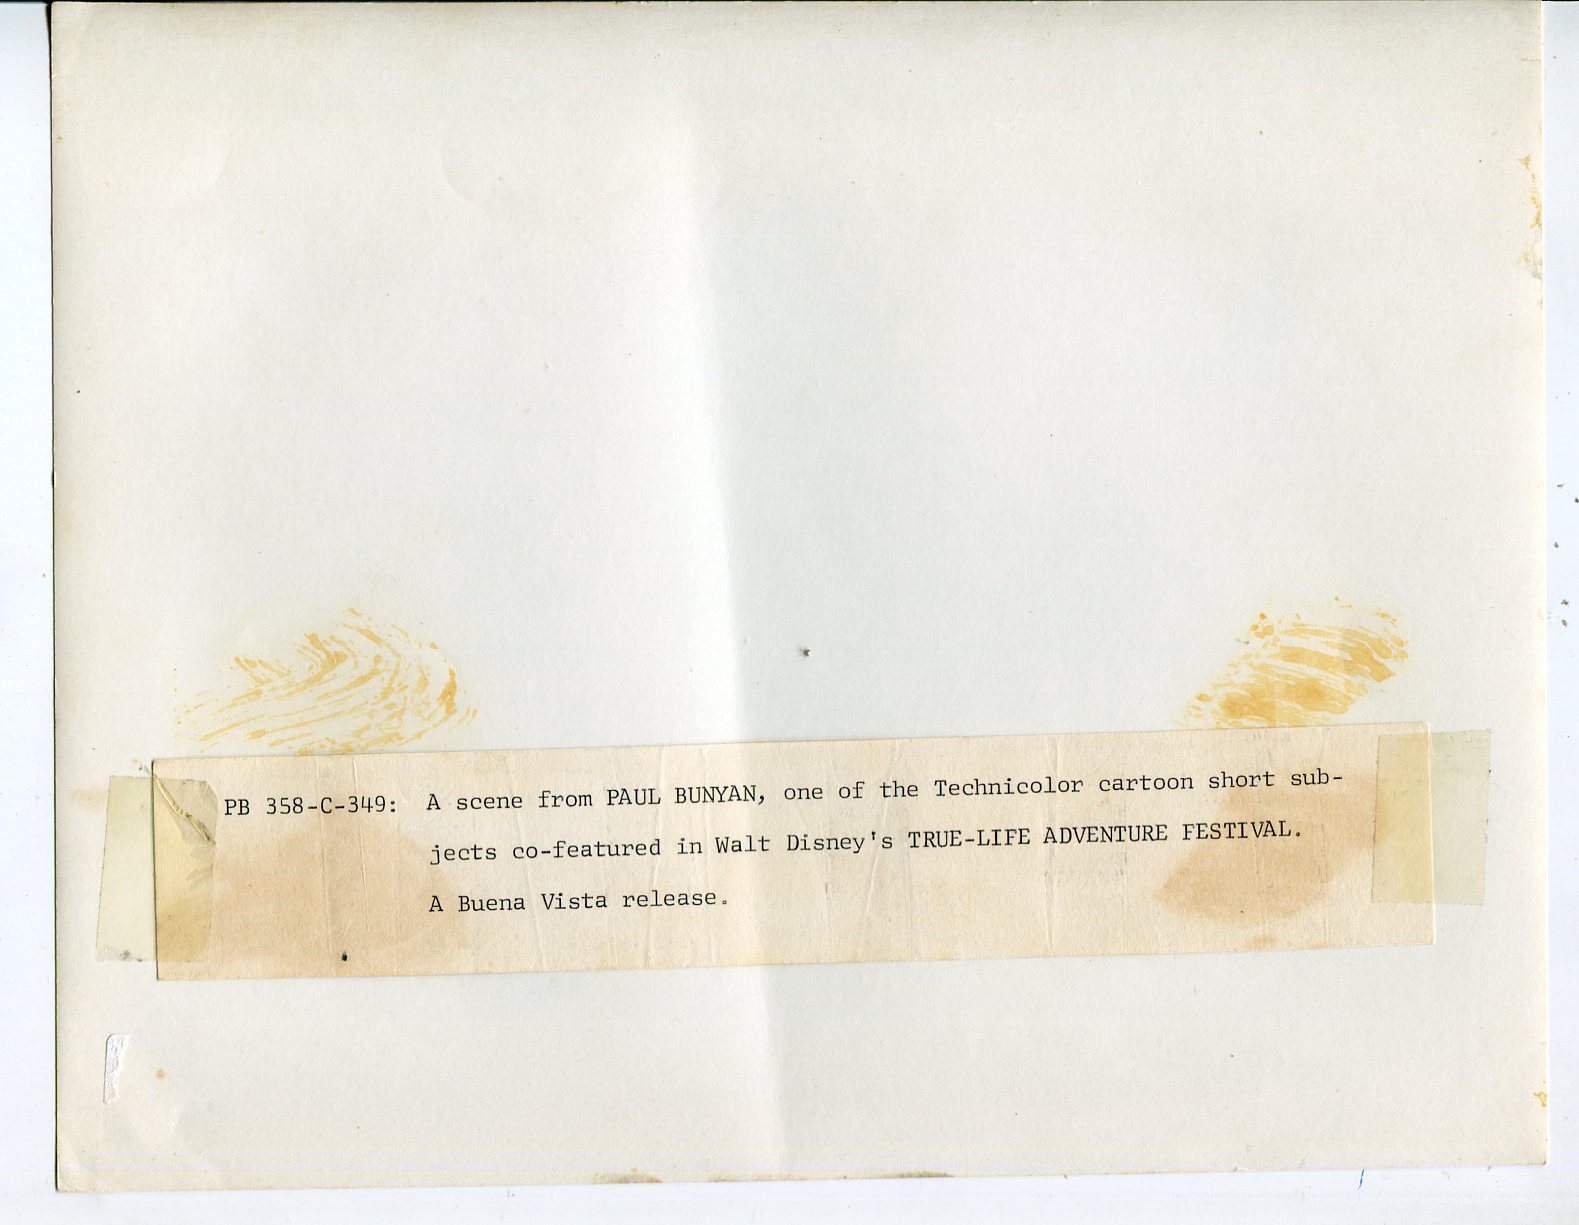 PB 358-C-349: A scene from PAUL BUNYAN, one of the Technicolor cartoon short sub-
jects co-featured in Walt Disney's TRUE-LIFE ADVENTURE FESTIVAL.
A Buena Vista release.